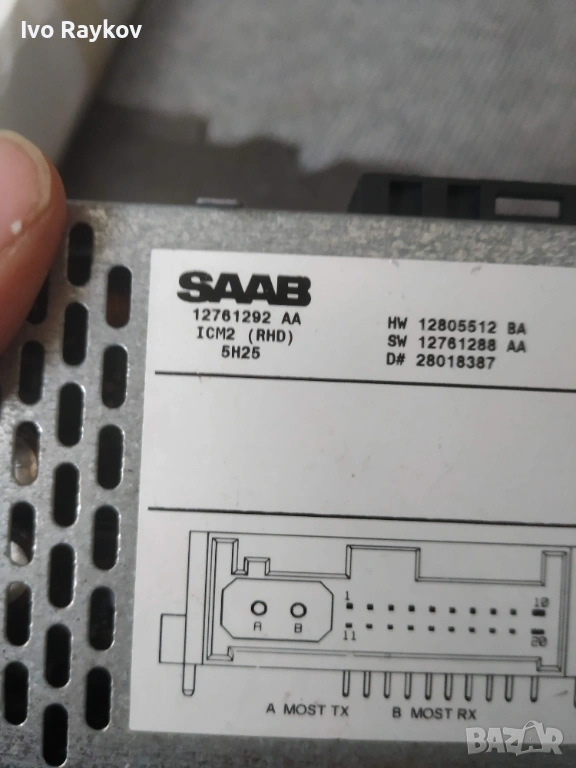 Ivo Raykov
SAAB
12761292 AA
ICM2 (RHD)
5H25
HW 12805512 BA
SW 12761288 AA
D# 28018387
1
10
A
B
11
20
A MOST TX
B MOST RX
BAZAR